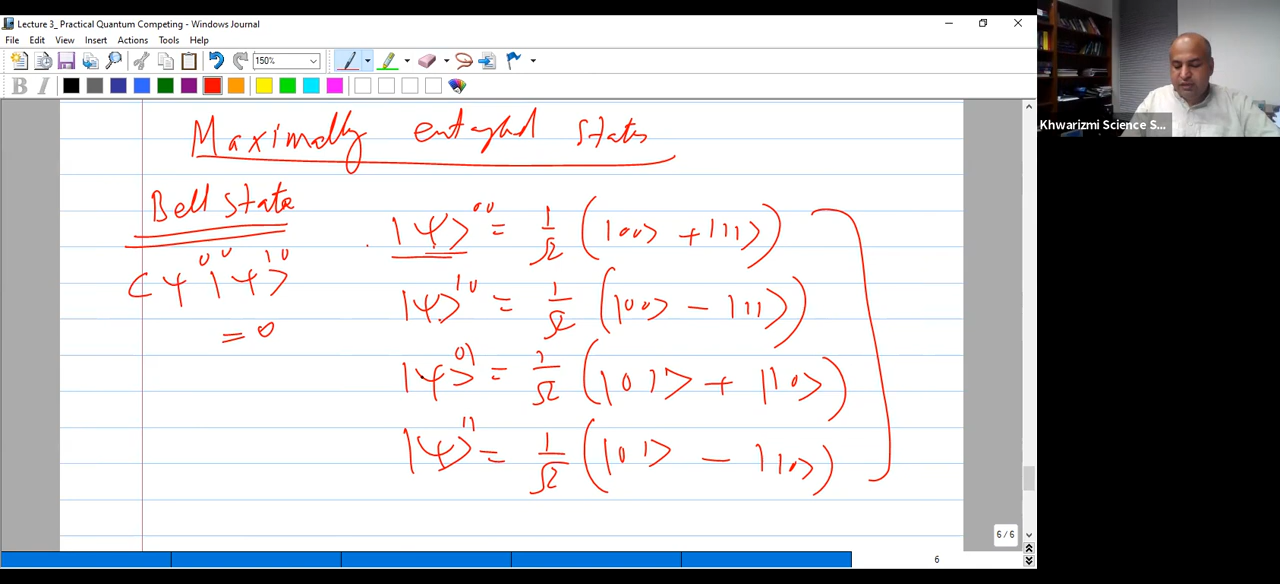 Lecture 3_ Practical Quantum Competing - Windows Journal
File Edit View Insert Actions Tools Help
150%
B I
Khwarizmi Science S...
Maximally entagled States
Bell State
⟨ψ⁰⁰|ψ¹⁰⟩
= 0
|ψ⟩⁰⁰ = 1/√2 (|00⟩ + |11⟩)
|ψ⟩¹⁰ = 1/√2 (|00⟩ - |11⟩)
|ψ⟩⁰¹ = 1/√2 (|01⟩ + |10⟩)
|ψ⟩¹¹ = 1/√2 (|01⟩ - |10⟩)
6 / 6
6